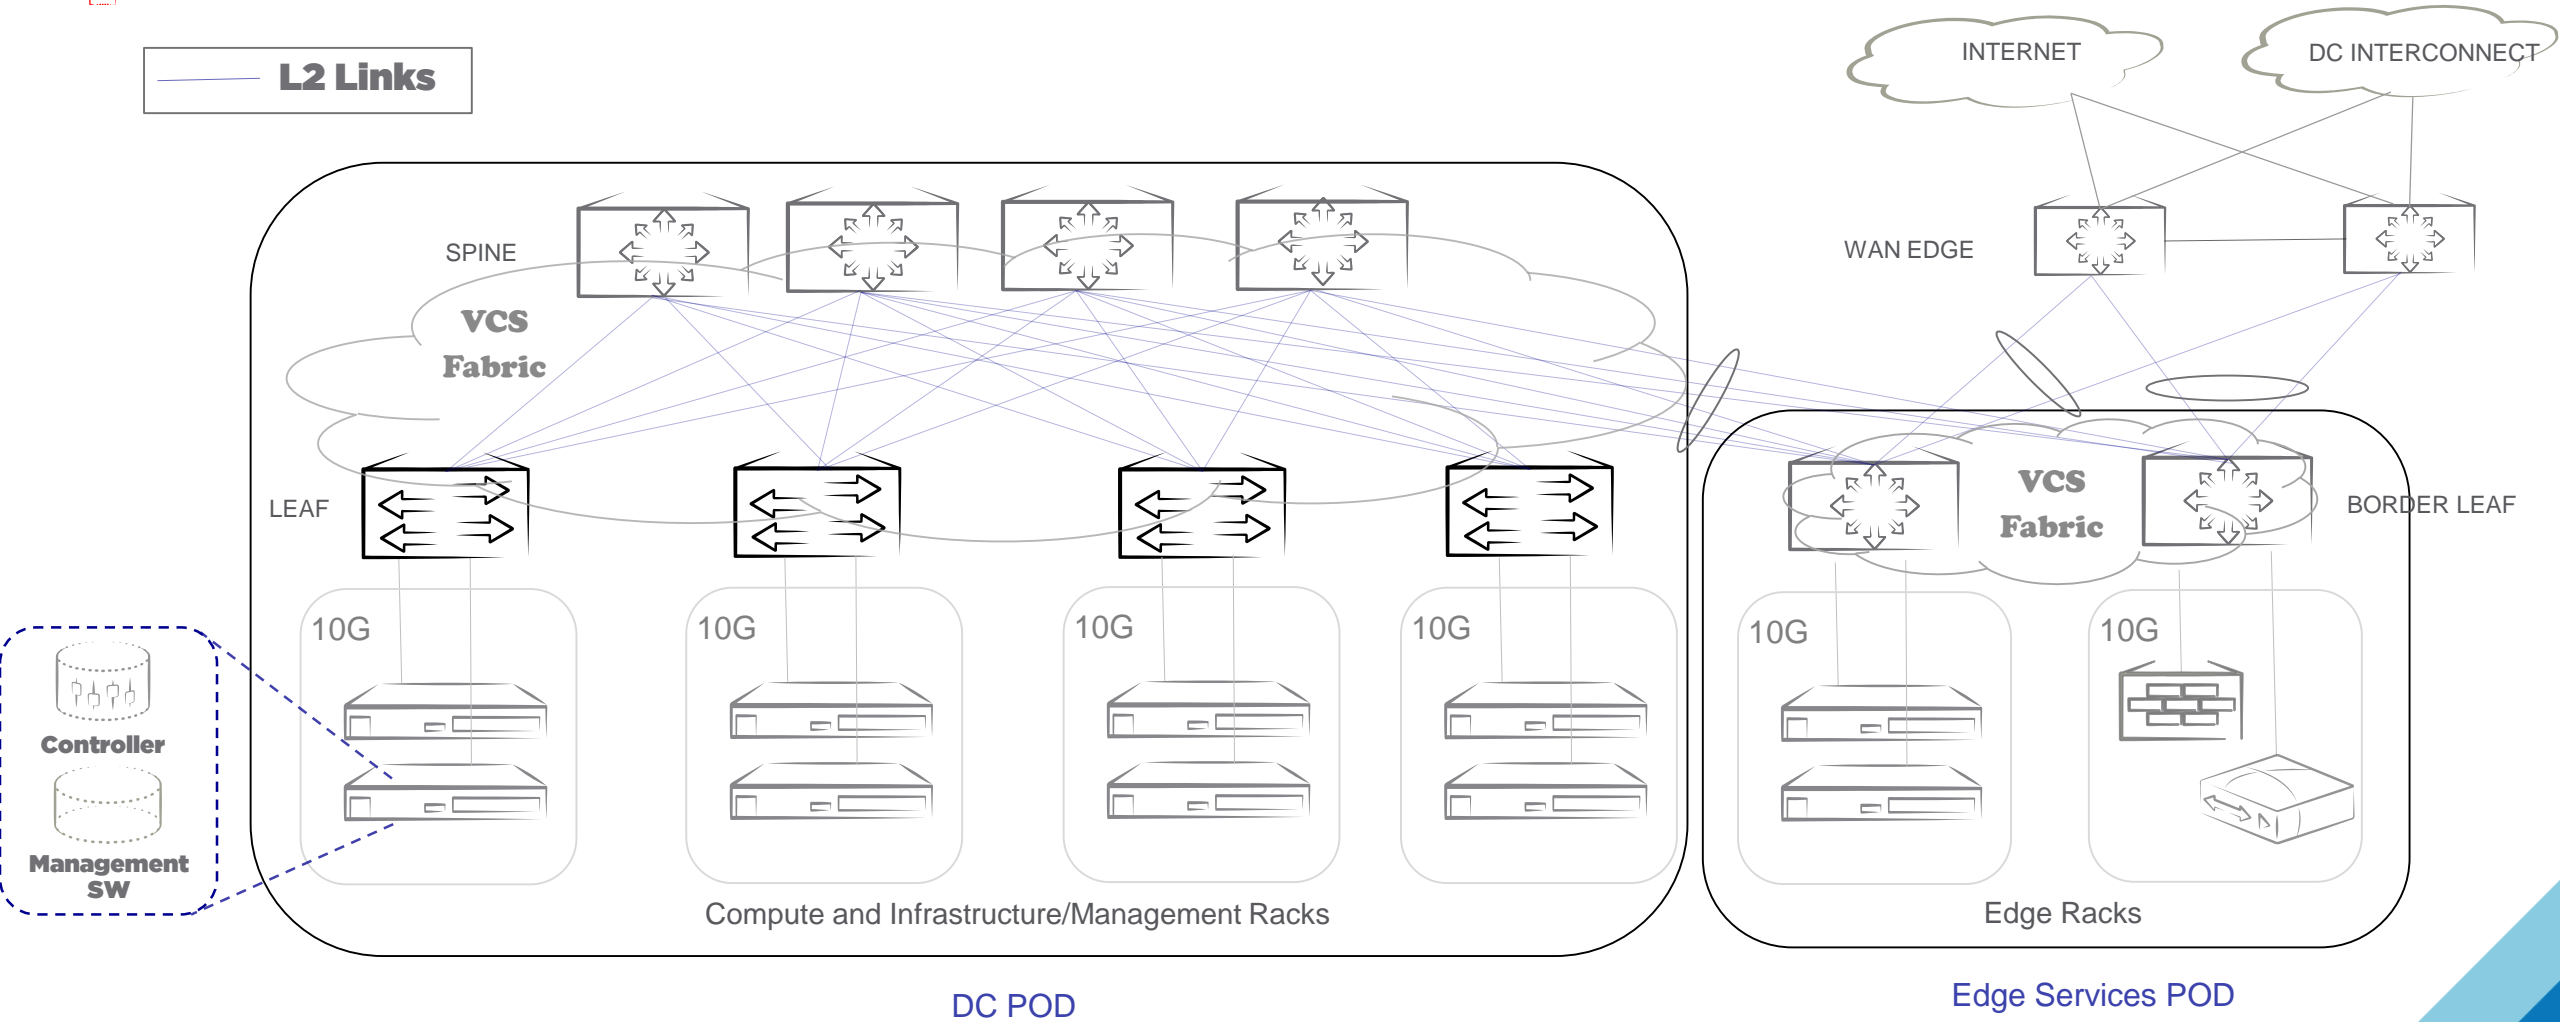 L2 Links
INTERNET
DC INTERCONNECT
SPINE
WAN EDGE
VCS
Fabric
LEAF
VCS
Fabric
BORDER LEAF
10G
10G
10G
10G
10G
10G
Controller
Management
SW
Compute and Infrastructure/Management Racks
Edge Racks
DC POD
Edge Services POD